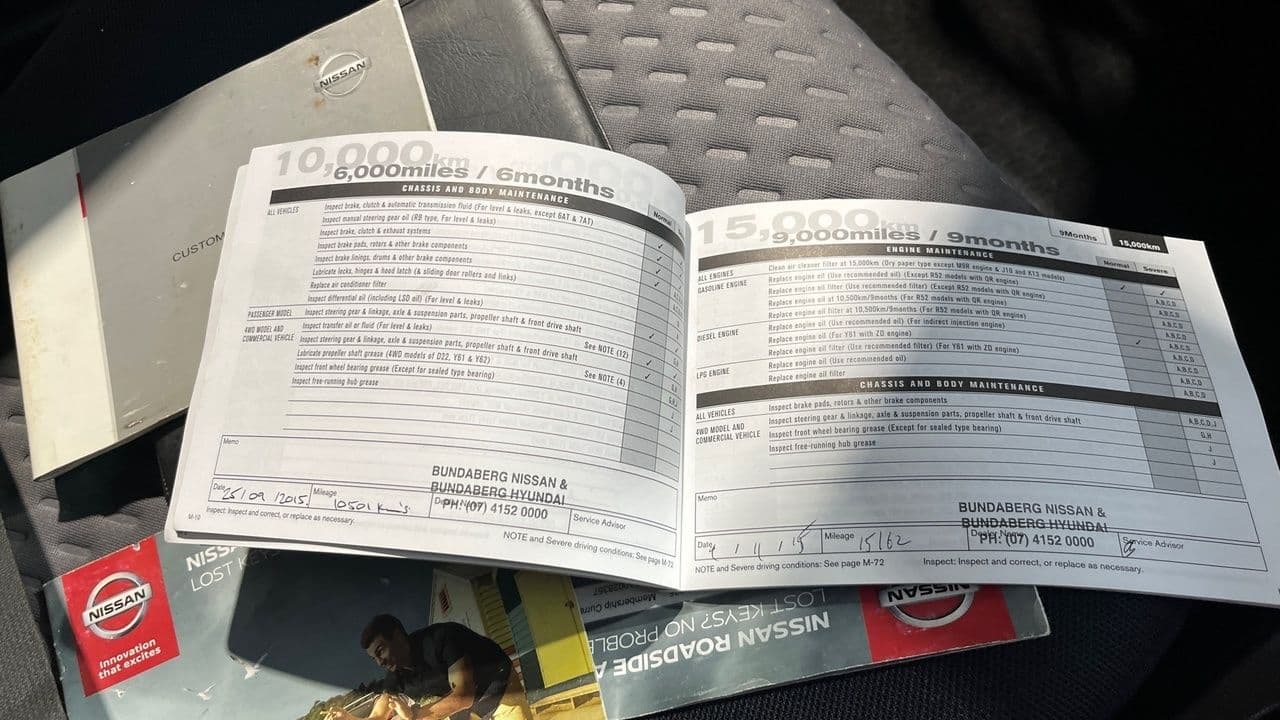 NISSAN
CUSTOM
10,000km
6,000miles / 6months
CHASSIS AND BODY MAINTENANCE
Normal
ALL VEHICLES
Inspect brake, clutch & automatic transmission fluid (For level & leaks, except 6AT & 7AT)
Inspect manual steering gear oil (RB type, For level & leaks)
Inspect brake, clutch & exhaust systems
Inspect brake pads, rotors & other brake components
Inspect brake linings, drums & other brake components
Lubricate locks, hinges & hood latch (& sliding door rollers and links)
Replace air conditioner filter
Inspect differential oil (including LSD oil) (For level & leaks)
PASSENGER MODEL Inspect steering gear & linkage, axle & suspension parts, propeller shaft & front drive shaft
4WD MODEL AND Inspect transfer oil or fluid (For level & leaks) See NOTE (12)
COMMERCIAL VEHICLE Inspect steering gear & linkage, axle & suspension parts, propeller shaft & front drive shaft
Lubricate propeller shaft grease (4WD models of D22, Y61 & Y62) See NOTE (4)
Inspect front wheel bearing grease (Except for sealed type bearing)
Inspect free-running hub grease
Memo
BUNDABERG NISSAN &
BUNDABERG HYUNDAI
PH: (07) 4152 0000
Date 25/09/2015 Mileage 10501 km's
Service Advisor
M-10 Inspect: Inspect and correct, or replace as necessary.
NOTE and Severe driving conditions: See page M-72
15,000km
9,000miles / 9months
9Months 15,000km
ENGINE MAINTENANCE
Normal Severe
ALL ENGINES Clean air cleaner filter at 15,000km (Dry paper type except M9R engine & J10 and K13 models)
GASOLINE ENGINE Replace engine oil (Use recommended oil) (Except R52 models with QR engine) A,B,C,D
Replace engine oil filter (Use recommended filter) (Except R52 models with QR engine) A,B,C,D
Replace engine oil at 10,500km/9months (For R52 models with QR engine) A,B,C,D
Replace engine oil filter at 10,500km/9months (For R52 models with QR engine) A,B,C,D
DIESEL ENGINE Replace engine oil (Use recommended oil) (For indirect injection engine) A,B,C,D
Replace engine oil (For Y61 with ZD engine) A,B,C,D
Replace engine oil filter (Use recommended filter) (For Y61 with ZD engine) A,B,C,D
LPG ENGINE Replace engine oil (Use recommended oil) A,B,C,D
Replace engine oil filter A,B,C,D
CHASSIS AND BODY MAINTENANCE
ALL VEHICLES Inspect brake pads, rotors & other brake components A,B,C,D,J
4WD MODEL AND Inspect steering gear & linkage, axle & suspension parts, propeller shaft & front drive shaft G,H
COMMERCIAL VEHICLE Inspect front wheel bearing grease (Except for sealed type bearing) J
Inspect free-running hub grease J
Memo
BUNDABERG NISSAN &
BUNDABERG HYUNDAI
PH: (07) 4152 0000
Date Mileage 15162
Dealer Name Service Advisor
NOTE and Severe driving conditions: See page M-72
Inspect: Inspect and correct, or replace as necessary.
NISSAN
Innovation
that excites
NISSA
LOST KE
Membership
NISSAN
LOST KEYS? NO PROBLE
NISSAN ROADSIDE A